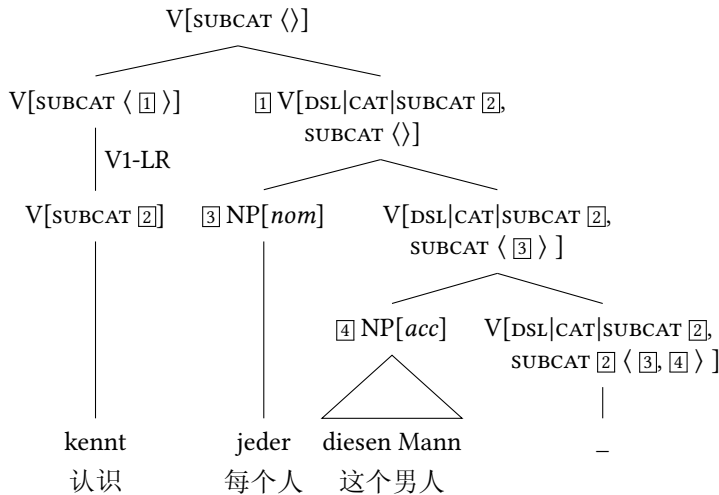 V[SUBCAT ⟨⟩]
V[SUBCAT ⟨ 1 ⟩] 1 V[DSL|CAT|SUBCAT 2,
SUBCAT ⟨⟩]
V1-LR
V[SUBCAT 2] 3 NP[nom] V[DSL|CAT|SUBCAT 2,
SUBCAT ⟨ 3 ⟩ ]
4 NP[acc] V[DSL|CAT|SUBCAT 2,
SUBCAT 2 ⟨ 3, 4 ⟩ ]
kennt jeder diesen Mann _
认识 每个人 这个男人